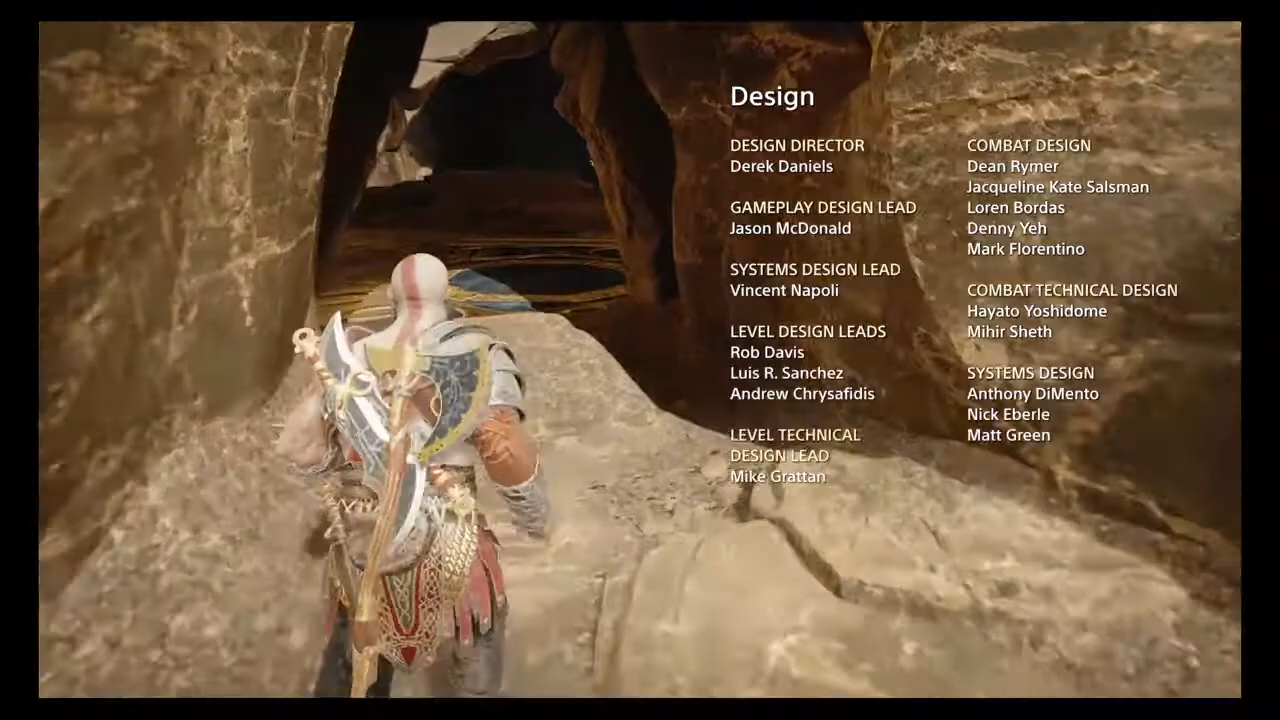 Design
DESIGN DIRECTOR
Derek Daniels
GAMEPLAY DESIGN LEAD
Jason McDonald
SYSTEMS DESIGN LEAD
Vincent Napoli
LEVEL DESIGN LEADS
Rob Davis
Luis R. Sanchez
Andrew Chrysafidis
LEVEL TECHNICAL
DESIGN LEAD
Mike Grattan
COMBAT DESIGN
Dean Rymer
Jacqueline Kate Salsman
Loren Bordas
Denny Yeh
Mark Florentino
COMBAT TECHNICAL DESIGN
Hayato Yoshidome
Mihir Sheth
SYSTEMS DESIGN
Anthony DiMento
Nick Eberle
Matt Green